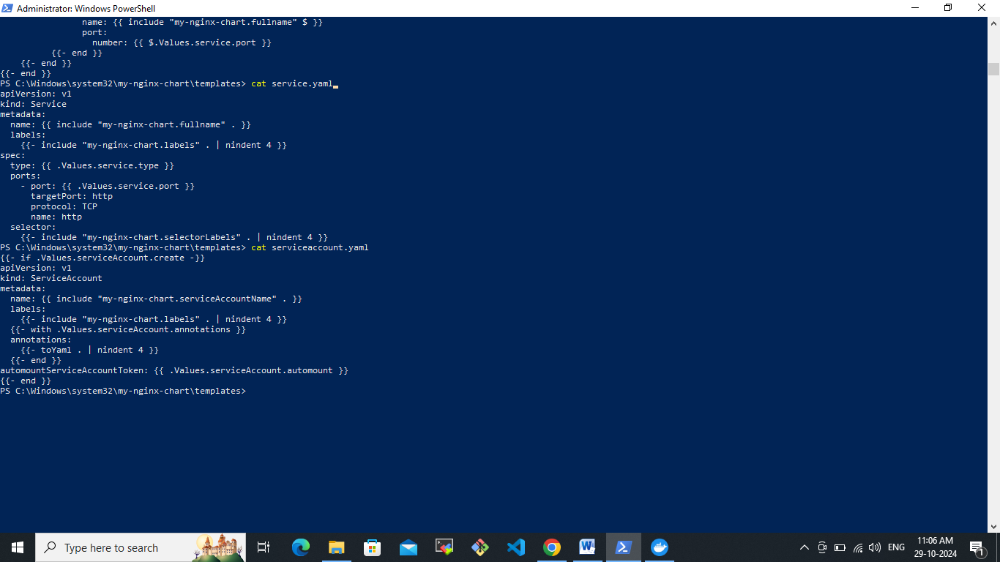 Administrator: Windows PowerShell
                name: {{ include "my-nginx-chart.fullname" $ }}
                port:
                  number: {{ $.Values.service.port }}
          {{- end }}
    {{- end }}
{{- end }}
PS C:\Windows\system32\my-nginx-chart\templates> cat service.yaml
apiVersion: v1
kind: Service
metadata:
  name: {{ include "my-nginx-chart.fullname" . }}
  labels:
    {{- include "my-nginx-chart.labels" . | nindent 4 }}
spec:
  type: {{ .Values.service.type }}
  ports:
    - port: {{ .Values.service.port }}
      targetPort: http
      protocol: TCP
      name: http
  selector:
    {{- include "my-nginx-chart.selectorLabels" . | nindent 4 }}
PS C:\Windows\system32\my-nginx-chart\templates> cat serviceaccount.yaml
{{- if .Values.serviceAccount.create -}}
apiVersion: v1
kind: ServiceAccount
metadata:
  name: {{ include "my-nginx-chart.serviceAccountName" . }}
  labels:
    {{- include "my-nginx-chart.labels" . | nindent 4 }}
  {{- with .Values.serviceAccount.annotations }}
  annotations:
    {{- toYaml . | nindent 4 }}
  {{- end }}
automountServiceAccountToken: {{ .Values.serviceAccount.automount }}
{{- end }}
PS C:\Windows\system32\my-nginx-chart\templates>
Type here to search
ENG
11:06 AM
29-10-2024
1